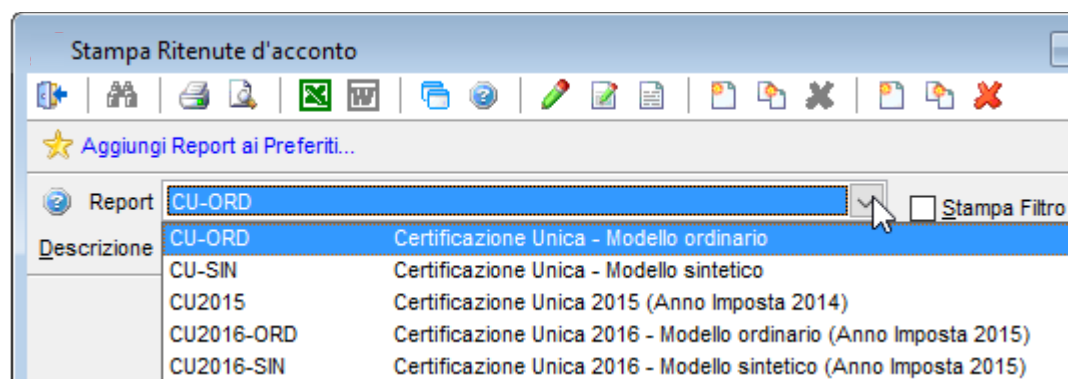 Stampa Ritenute d'acconto
Aggiungi Report ai Preferiti...
Report CU-ORD Stampa Filtro
Descrizione
CU-ORD Certificazione Unica - Modello ordinario
CU-SIN Certificazione Unica - Modello sintetico
CU2015 Certificazione Unica 2015 (Anno Imposta 2014)
CU2016-ORD Certificazione Unica 2016 - Modello ordinario (Anno Imposta 2015)
CU2016-SIN Certificazione Unica 2016 - Modello sintetico (Anno Imposta 2015)